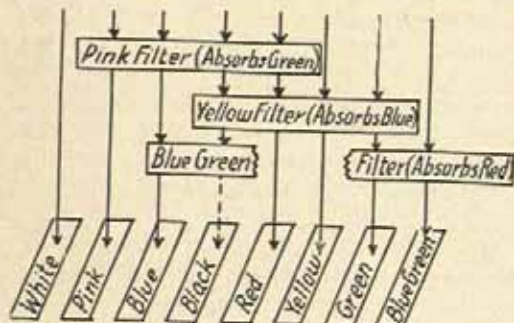 Pink Filter (Absorbs Green)
Yellow Filter (Absorbs Blue)
Blue Green
Filter (Absorbs Red)
White
Pink
Blue
Black
Red
Yellow
Green
Blue Green